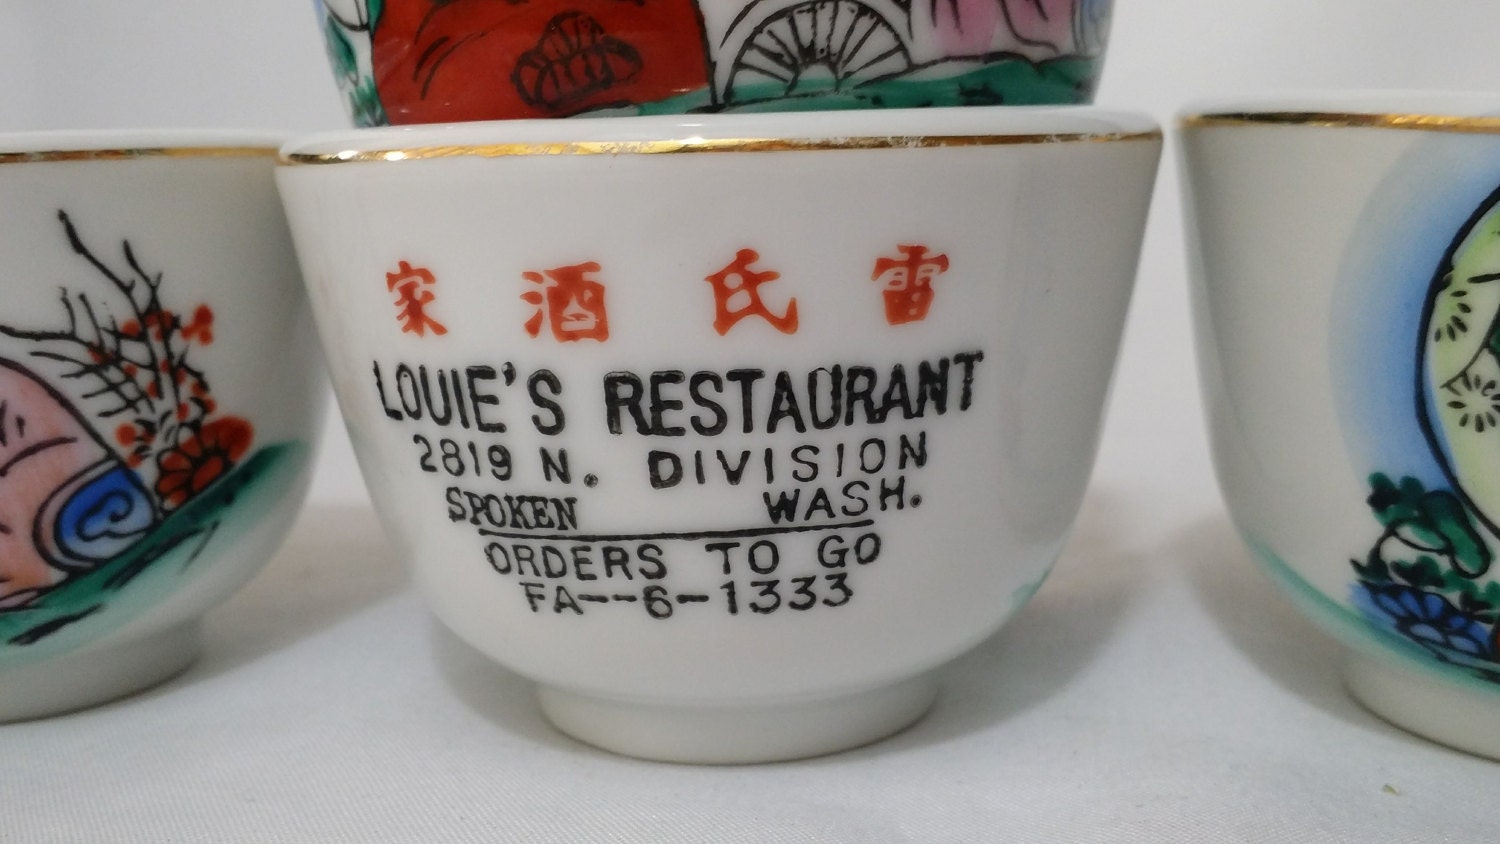 家酒氏雷
LOUIE'S RESTAURANT
2819 N. DIVISION
SPOKEN WASH.
ORDERS TO GO
FA--6-1333